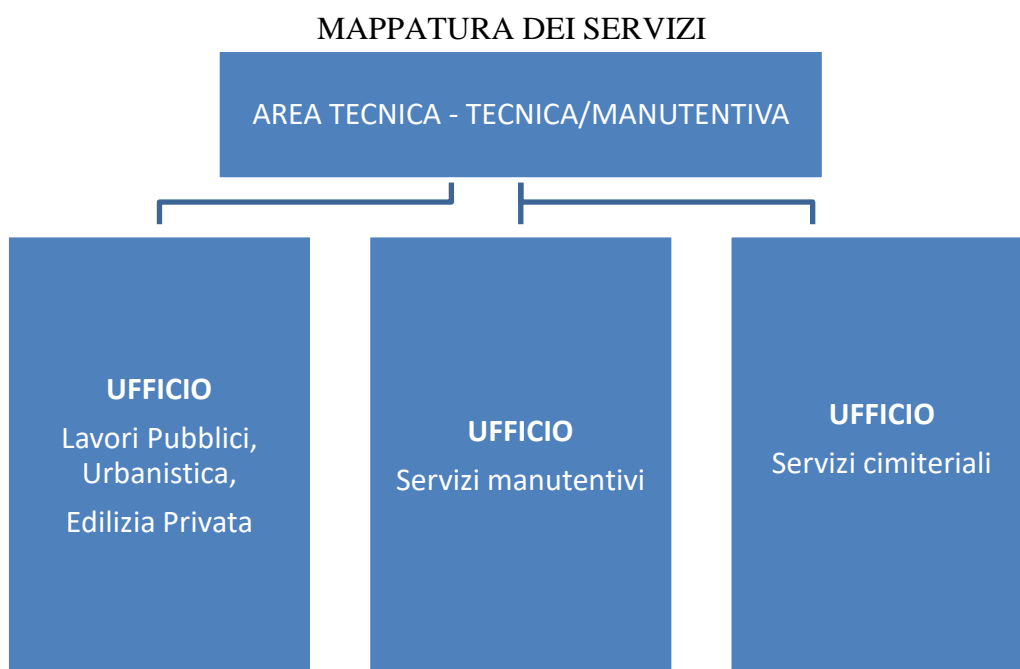 MAPPATURA DEI SERVIZI
AREA TECNICA - TECNICA/MANUTENTIVA
UFFICIO
Lavori Pubblici,
Urbanistica,
Edilizia Privata
UFFICIO
Servizi manutentivi
UFFICIO
Servizi cimiteriali